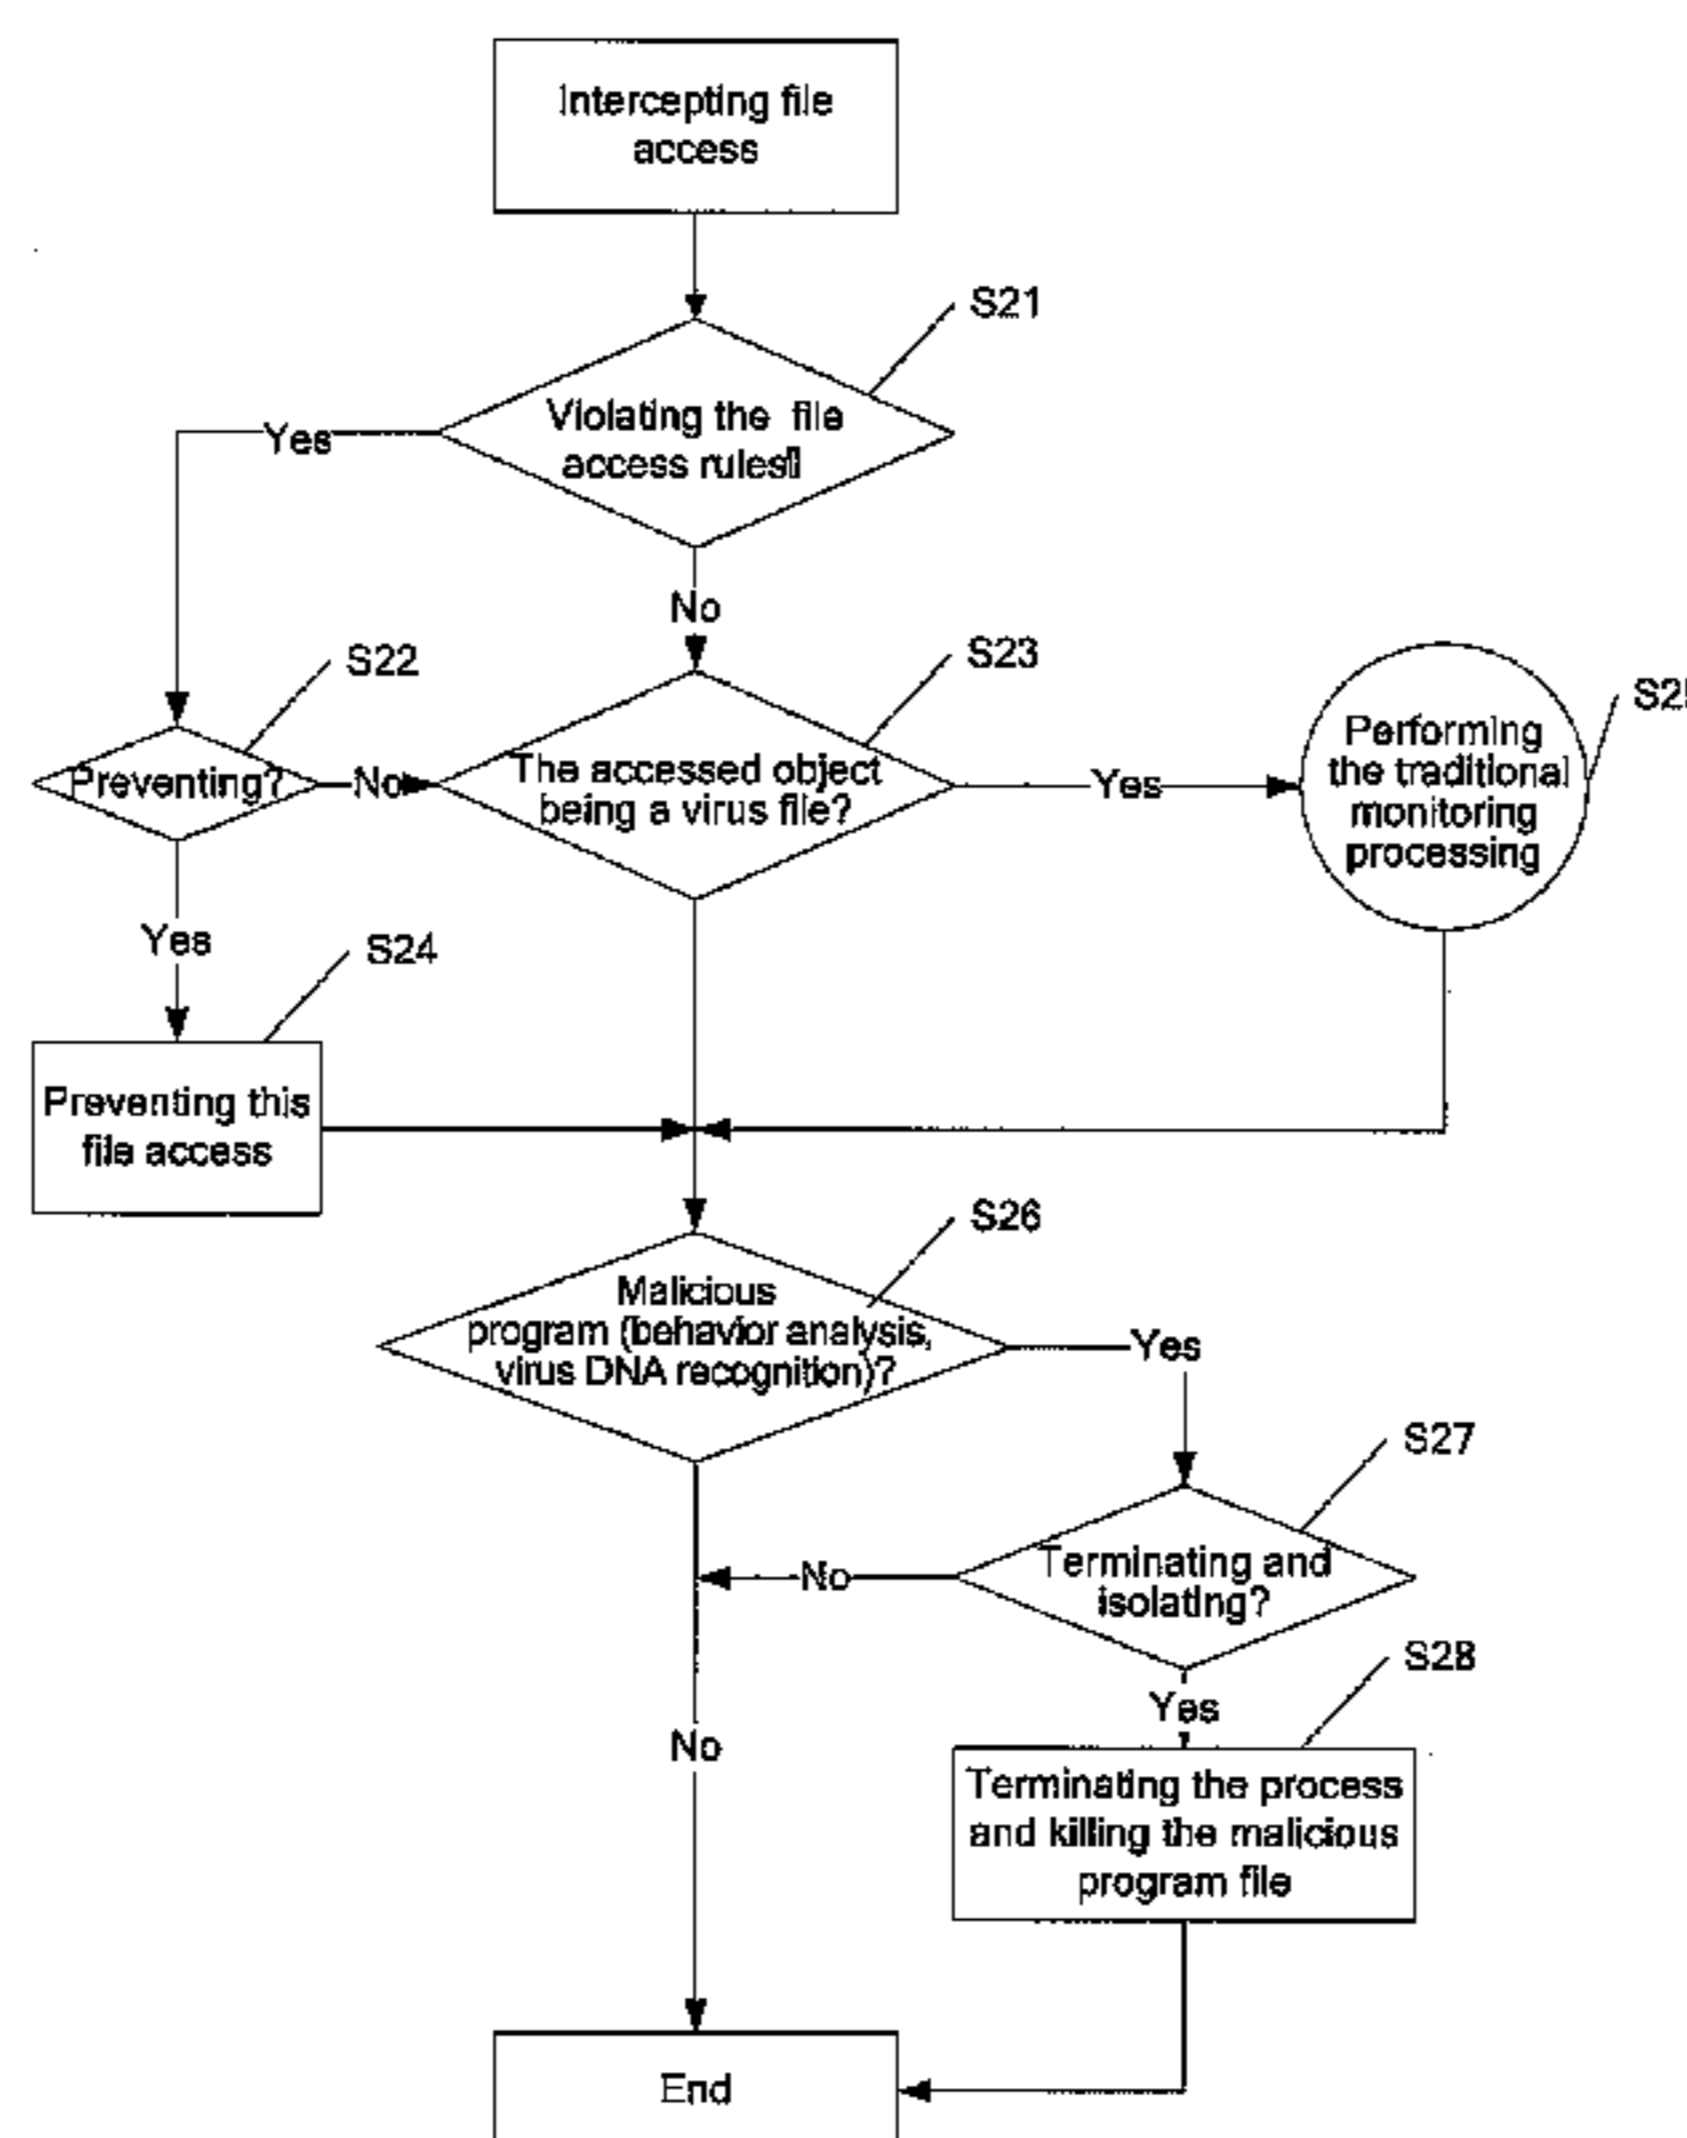 Intercepting file
access
S21
Violating the file
access rules
Yes
No
S22
S23
S2
Preventing?
No
The accessed object
being a virus file?
Yes
Performing
the traditional
monitoring
processing
Yes
S24
Preventing this
file access
S26
Malicious
program (behavior analysis,
virus DNA recognition)?
Yes
S27
Terminating and
isolating?
No
S28
Yes
No
Terminating the process
and killing the malicious
program file
End